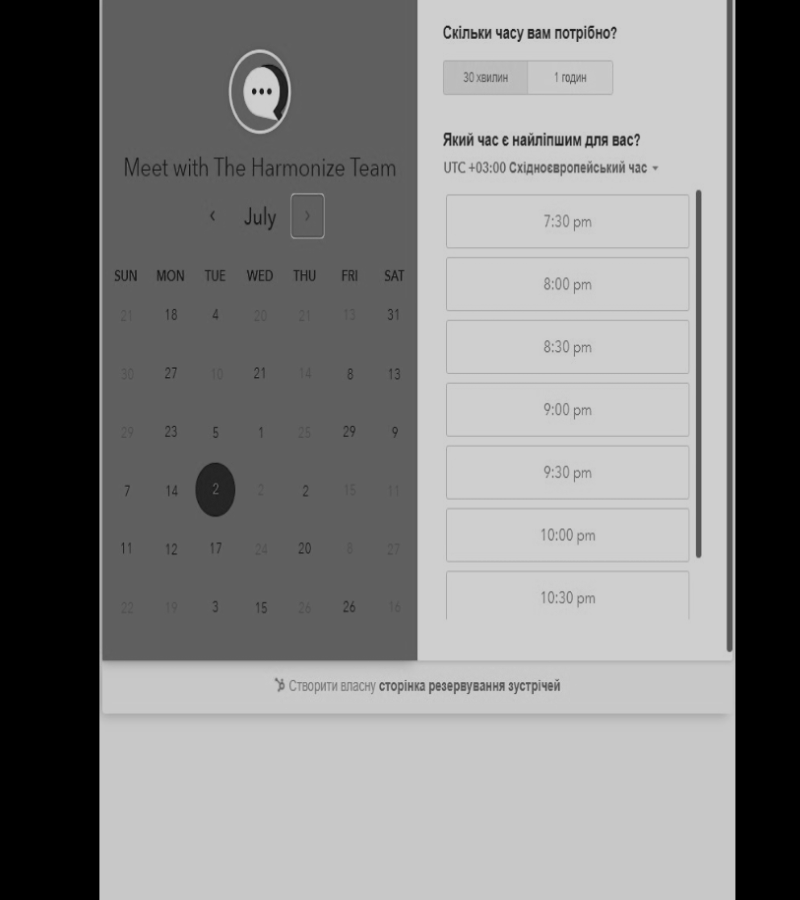 Meet with The Harmonize Team
‹ July ›
SUN MON TUE WED THU FRI SAT
21 18 4 20 21 13 31
30 27 10 21 14 8 13
29 23 5 1 25 29 9
7 14 2 2 2 15 11
11 12 17 24 20 8 27
22 19 3 15 26 26 16
Скільки часу вам потрібно?
30 хвилин 1 годин
Який час є найліпшим для вас?
UTC +03:00 Східноєвропейський час
7:30 pm
8:00 pm
8:30 pm
9:00 pm
9:30 pm
10:00 pm
10:30 pm
Створити власну сторінка резервування зустрічей